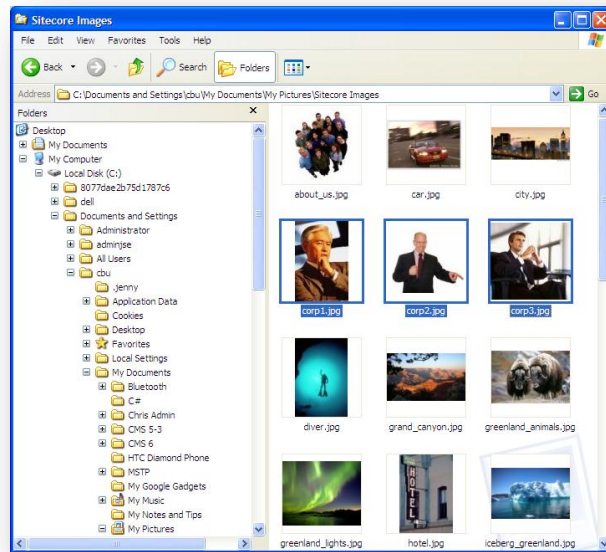 Sitecore Images
File Edit View Favorites Tools Help
Back Search Folders
Address C:\Documents and Settings\cbu\My Documents\My Pictures\Sitecore Images Go
Folders x
Desktop
My Documents
My Computer
Local Disk (C:)
8077dae2b75d1787c6
dell
Documents and Settings
Administrator
adminjse
All Users
cbu
.jenny
Application Data
Cookies
Desktop
Favorites
Local Settings
My Documents
Bluetooth
C#
Chris Admin
CMS 5-3
CMS 6
HTC Diamond Phone
MSTP
My Google Gadgets
My Music
My Notes and Tips
My Pictures
about_us.jpg car.jpg city.jpg
corp1.jpg corp2.jpg corp3.jpg
diver.jpg grand_canyon.jpg greenland_animals.jpg
HOTEL
greenland_lights.jpg hotel.jpg iceberg_greenland.jpg